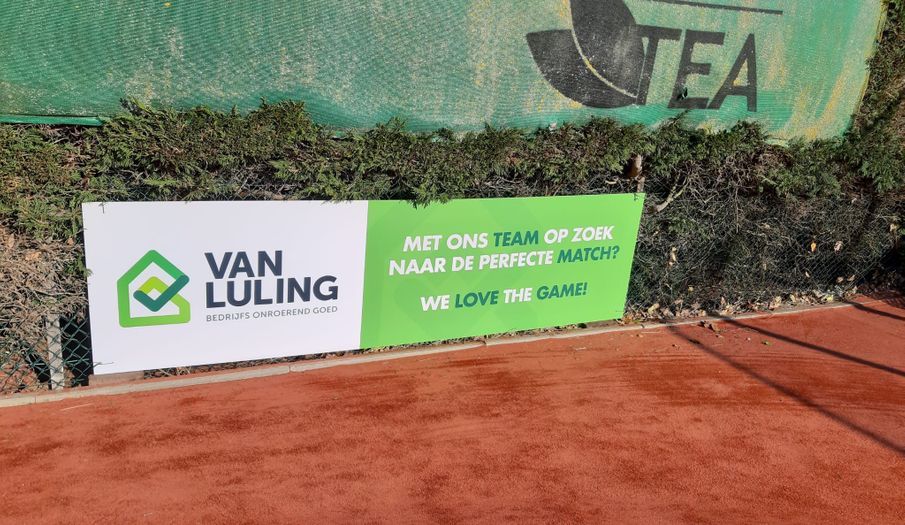 TEA
VAN
LULING
BEDRIJFS ONROEREND GOED
MET ONS TEAM OP ZOEK
NAAR DE PERFECTE MATCH?
WE LOVE THE GAME!